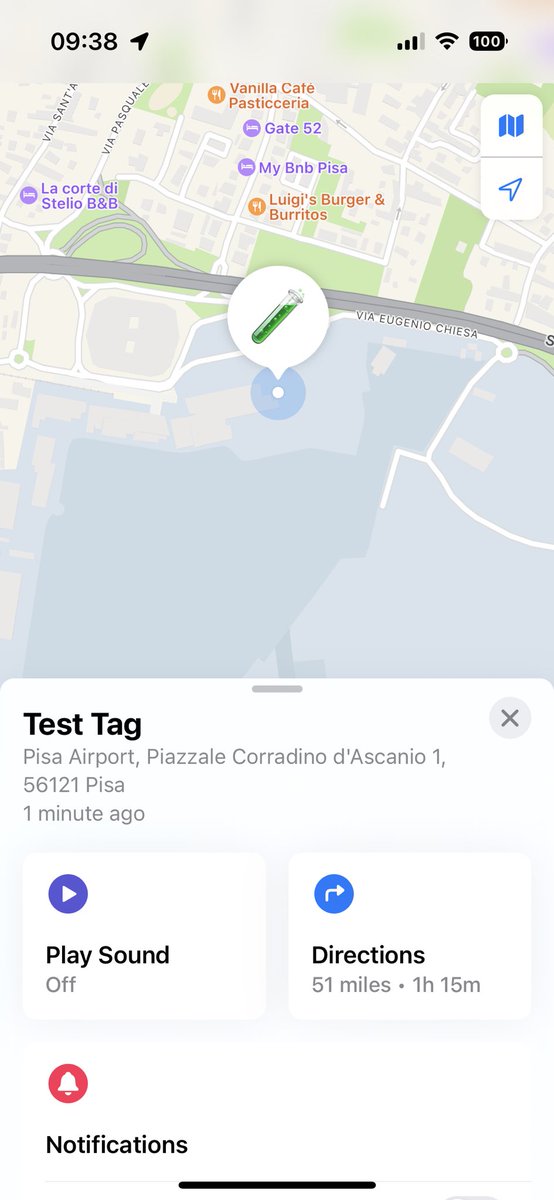 09:38
100
VIA SANT'A
VIA PASQUALE
Vanilla Café
Pasticceria
Gate 52
My Bnb Pisa
La corte di
Stelio B&B
Luigi's Burger &
Burritos
VIA EUGENIO CHIESA
S
Test Tag
Pisa Airport, Piazzale Corradino d'Ascanio 1,
56121 Pisa
1 minute ago
Play Sound
Off
Directions
51 miles • 1h 15m
Notifications